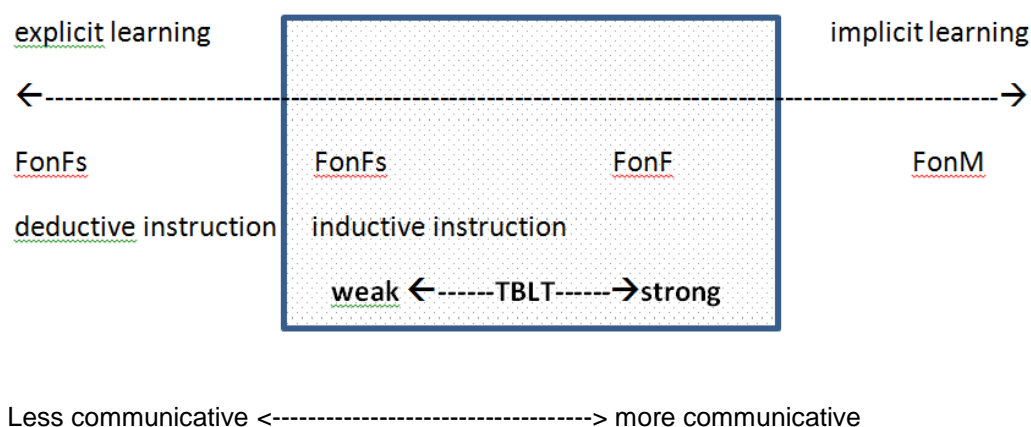 explicit learning implicit learning
←-----------------------------------------------------------------------------------------------→
FonFs FonFs FonF FonM
deductive instruction inductive instruction
weak ←------TBLT------→strong
Less communicative <------------------------------------> more communicative